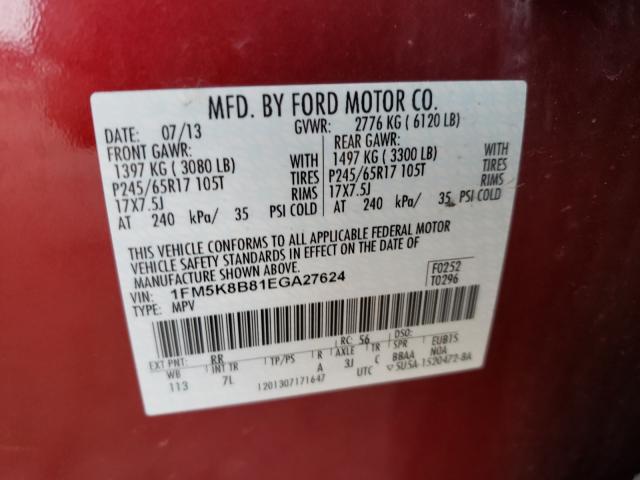 MFD. BY FORD MOTOR CO.
DATE: 07/13 GVWR: 2776 KG ( 6120 LB)
FRONT GAWR: REAR GAWR:
1397 KG ( 3080 LB) WITH 1497 KG ( 3300 LB) WITH
P245/65R17 105T TIRES P245/65R17 105T TIRES
17X7.5J RIMS 17X7.5J RIMS
AT 240 kPa/ 35 PSI COLD AT 240 kPa/ 35 PSI COLD
THIS VEHICLE CONFORMS TO ALL APPLICABLE FEDERAL MOTOR
VEHICLE SAFETY STANDARDS IN EFFECT ON THE DATE OF
MANUFACTURE SHOWN ABOVE.
VIN: 1FM5K8B81EGA27624 F0252
TYPE: MPV T0296
EXT PNT: RR RC: 56 DSO:
WB INT TR TP/PS R AXLE TR SPR EUBTS
113 7L A 3J C BBAA NOA
1201307171647 UTC ▽5U5A-1520472-BA